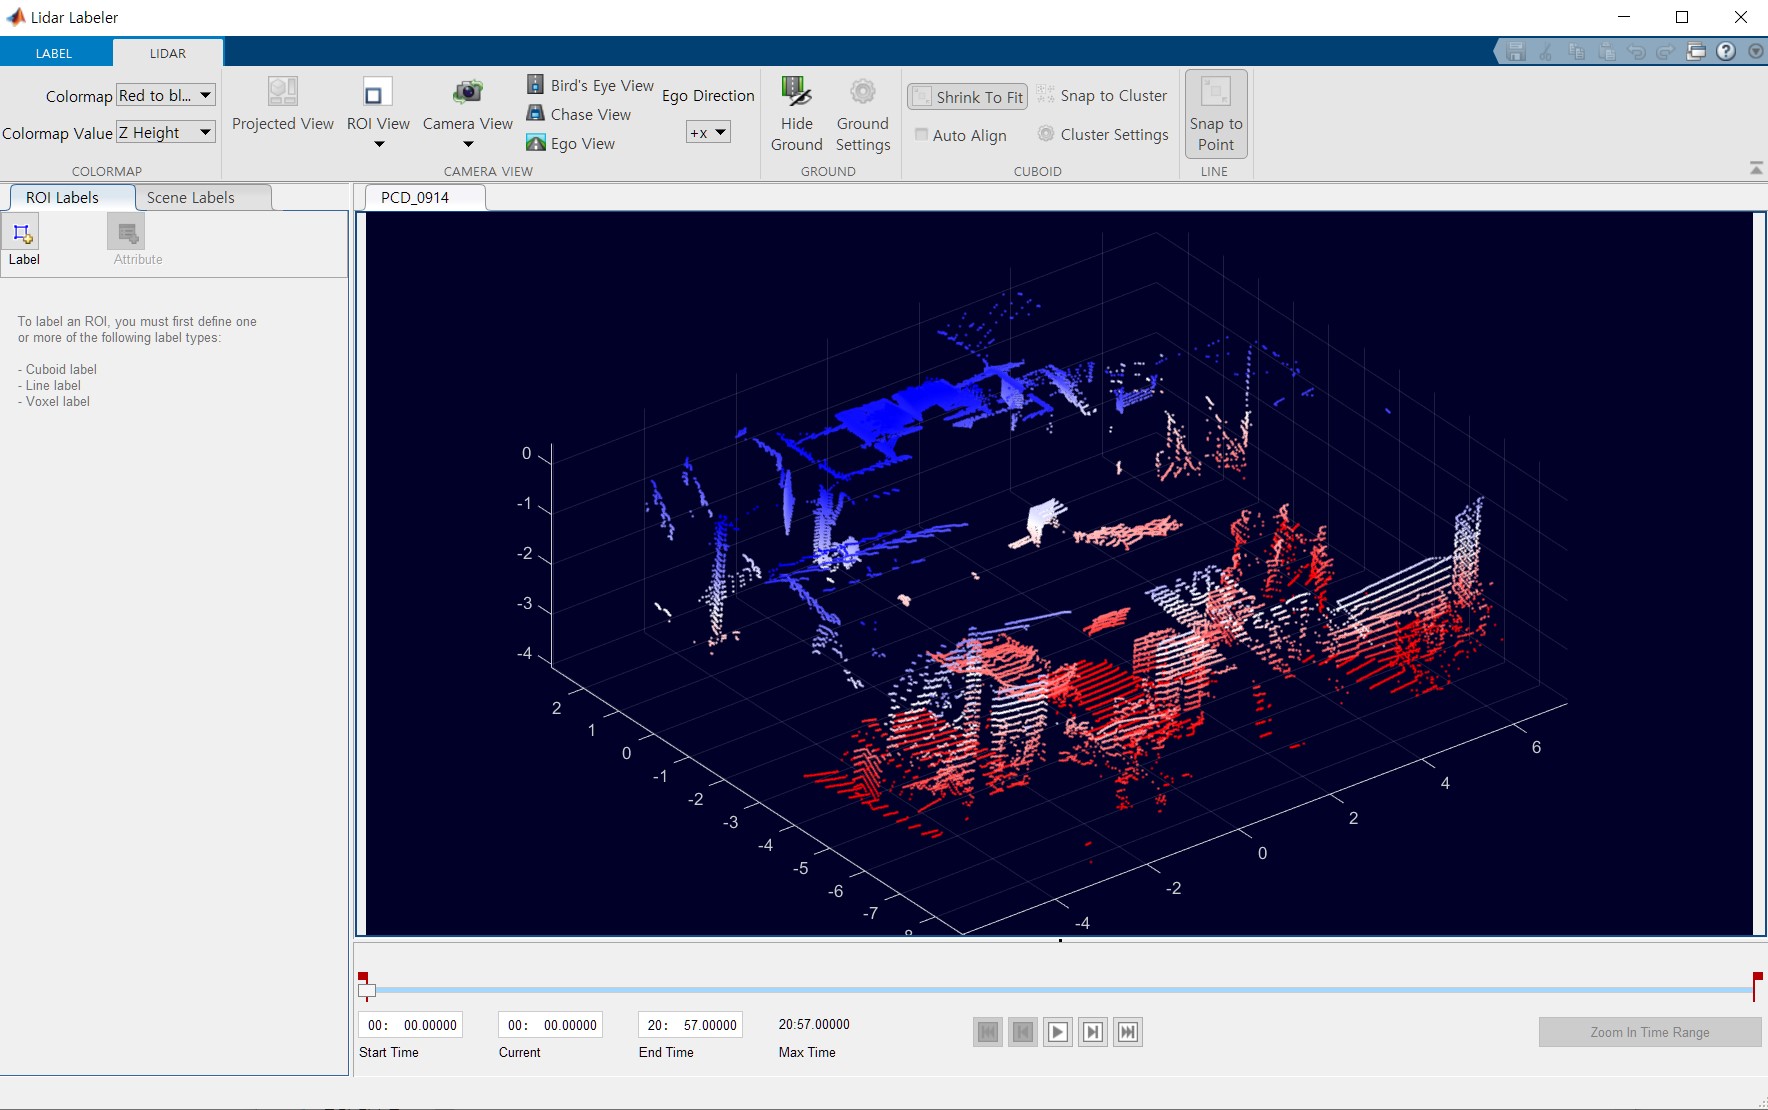 Lidar Labeler
LABEL
LIDAR
Colormap
Red to bl...
Colormap Value
Z Height
COLORMAP
Projected View
ROI View
Camera View
Bird's Eye View
Chase View
Ego View
Ego Direction
+x
CAMERA VIEW
Hide
Ground
Ground
Settings
GROUND
Shrink To Fit
Snap to Cluster
Auto Align
Cluster Settings
CUBOID
Snap to
Point
LINE
ROI Labels
Scene Labels
PCD_0914
Label
Attribute
To label an ROI, you must first define one
or more of the following label types:
- Cuboid label
- Line label
- Voxel label
0
-1
-2
-3
-4
2
1
0
-1
-2
-3
-4
-5
-6
-7
6
4
2
0
-2
-4
00: 00.00000
00: 00.00000
20: 57.00000
20:57.00000
Start Time
Current
End Time
Max Time
Zoom In Time Range